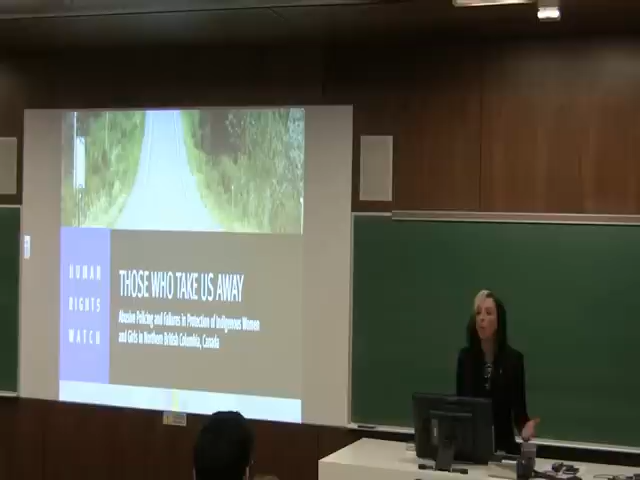 HUMAN
RIGHTS
WATCH
THOSE WHO TAKE US AWAY
Abusive Policing and Failures in Protection of Indigenous Women
and Girls in Northern British Columbia, Canada